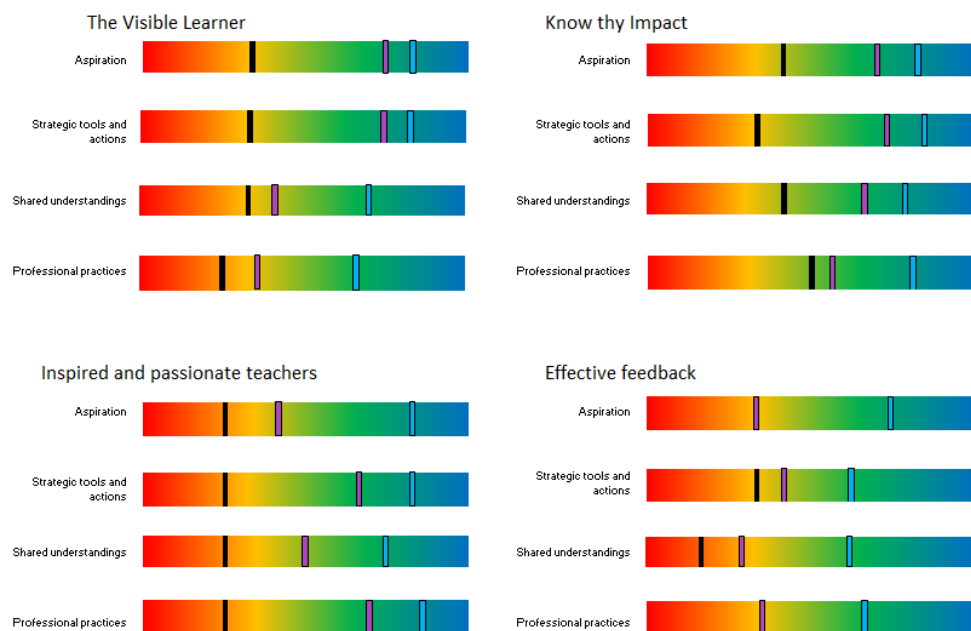 The Visible Learner
Aspiration
Strategic tools and
actions
Shared understandings
Professional practices
Know thy Impact
Aspiration
Strategic tools and
actions
Shared understandings
Professional practices
Inspired and passionate teachers
Aspiration
Strategic tools and
actions
Shared understandings
Professional practices
Effective feedback
Aspiration
Strategic tools and
actions
Shared understandings
Professional practices